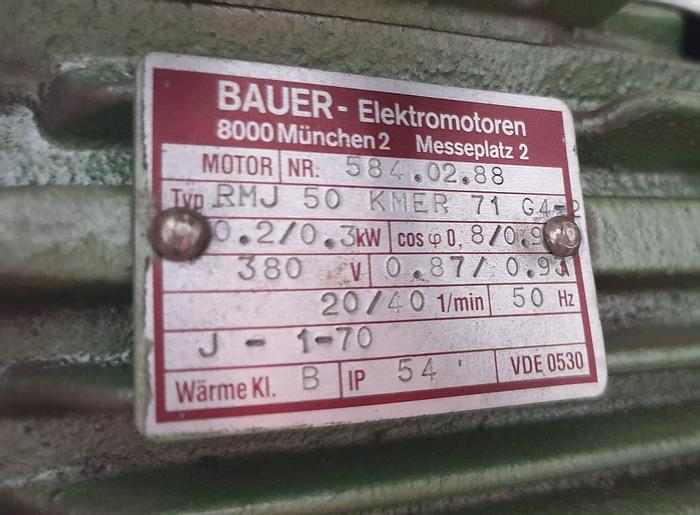 BAUER - Elektromotoren
8000 München 2 Messeplatz 2
MOTOR NR. 584.02.88
Typ RMJ 50 KMER 71 G4-2
0.2/0.3 kW cos φ 0,8/0.9
380 V 0.87/ 0.93 A
20/40 1/min 50 Hz
J - 1-70
Wärme Kl. B IP 54
VDE 0530